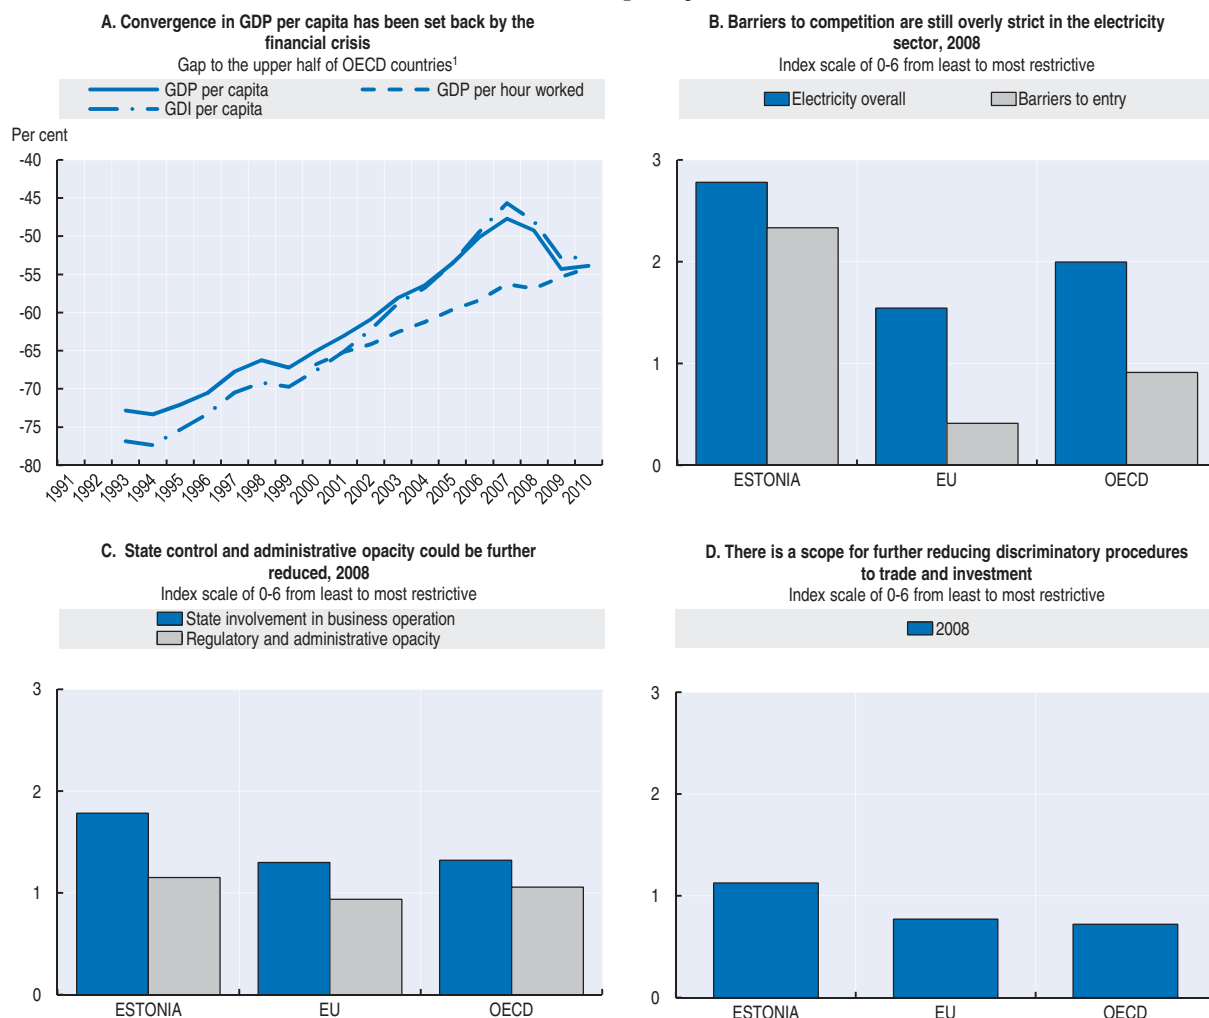 A. Convergence in GDP per capita has been set back by the
financial crisis
Gap to the upper half of OECD countries1
GDP per capita
GDP per hour worked
GDI per capita
Per cent
-40
-45
-50
-55
-60
-65
-70
-75
-80
1991
1992
1993
1994
1995
1996
1997
1998
1999
2000
2001
2002
2003
2004
2005
2006
2007
2008
2009
2010
B. Barriers to competition are still overly strict in the electricity
sector, 2008
Index scale of 0-6 from least to most restrictive
Electricity overall
Barriers to entry
3
2
1
0
ESTONIA
EU
OECD
C. State control and administrative opacity could be further
reduced, 2008
Index scale of 0-6 from least to most restrictive
State involvement in business operation
Regulatory and administrative opacity
3
2
1
0
ESTONIA
EU
OECD
D. There is a scope for further reducing discriminatory procedures
to trade and investment
Index scale of 0-6 from least to most restrictive
2008
3
2
1
0
ESTONIA
EU
OECD